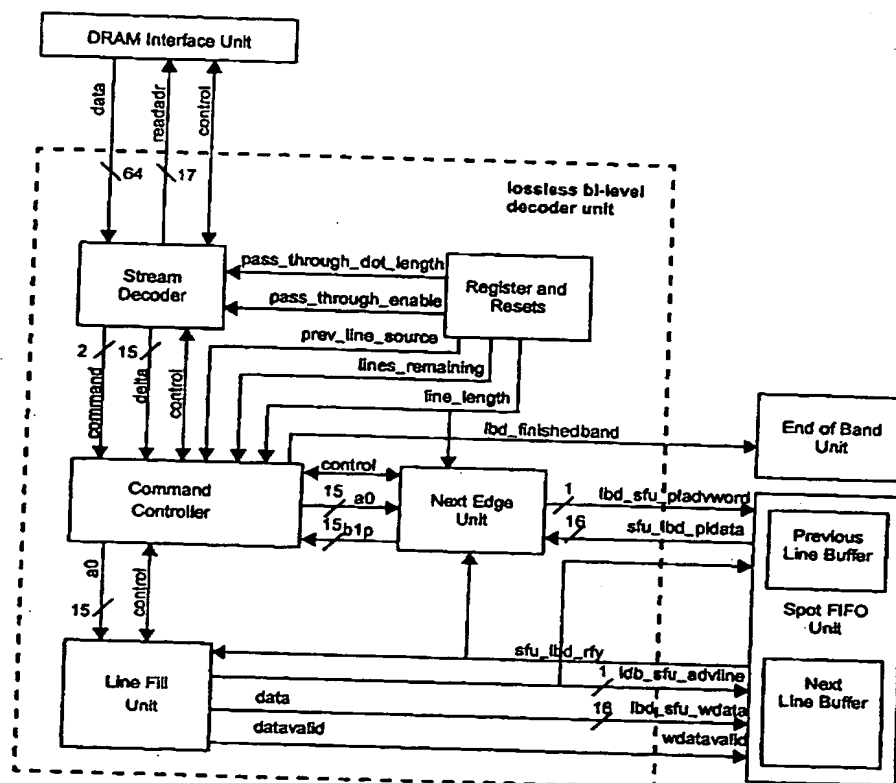 DRAM Interface Unit
data
readadr
control
64
17
lossless bi-level
decoder unit
Stream
Decoder
pass_through_dot_length
pass_through_enable
Register and
Resets
prev_line_source
lines_remaining
line_length
2
15
command
delta
control
lbd_finishedband
End of Band
Unit
Command
Controller
control
15
a0
15
b1p
Next Edge
Unit
1
lbd_sfu_pladvword
16
sfu_lbd_pldata
Previous
Line Buffer
Spot FIFO
Unit
a0
control
15
sfu_lbd_rfy
Line Fill
Unit
1
ldb_sfu_advline
data
16
lbd_sfu_wdata
datavalid
wdatavalid
Next
Line Buffer